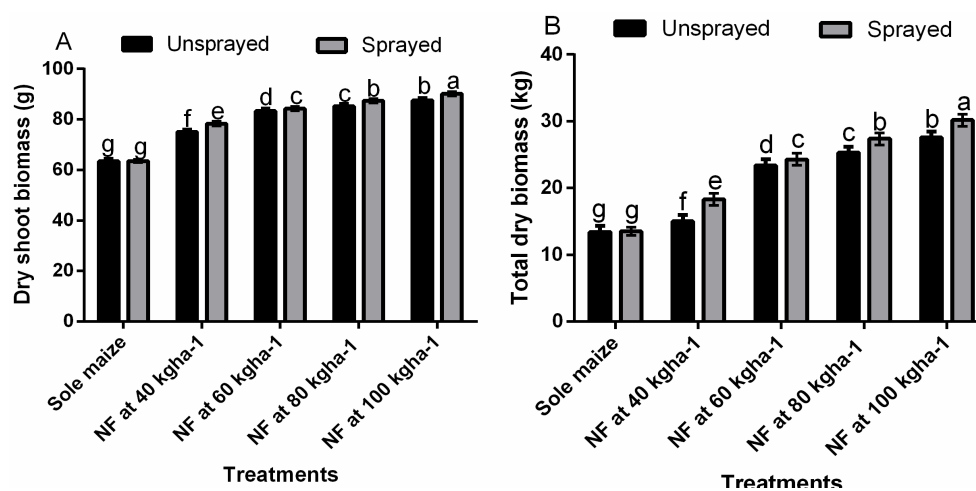 A
Unsprayed
Sprayed
Dry shoot biomass (g)
100
80
60
40
20
0
g
g
f
e
d
c
c
b
b
a
Sole maize
NF at 40 kgha-1
NF at 60 kgha-1
NF at 80 kgha-1
NF at 100 kgha-1
Treatments
B
Unsprayed
Sprayed
Total dry biomass (kg)
40
30
20
10
0
g
g
f
e
d
c
c
b
b
a
Sole maize
NF at 40 kgha-1
NF at 60 kgha-1
NF at 80 kgha-1
NF at 100 kgha-1
Treatments